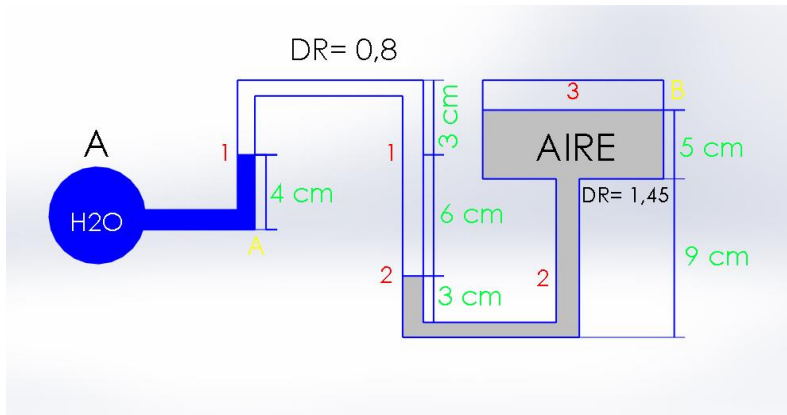 DR= 0,8
A
H2O
1
4 cm
A
1
3 cm
6 cm
2
3 cm
3
B
AIRE
5 cm
DR= 1,45
2
9 cm